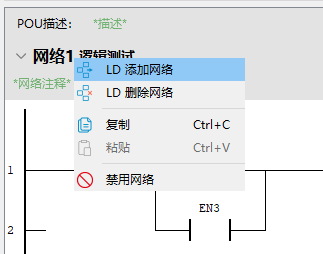 POU描述: *描述*
网络1 逻辑测试
*网络注释*
LD 添加网络
LD 删除网络
复制 Ctrl+C
粘贴 Ctrl+V
禁用网络
1
EN3
2